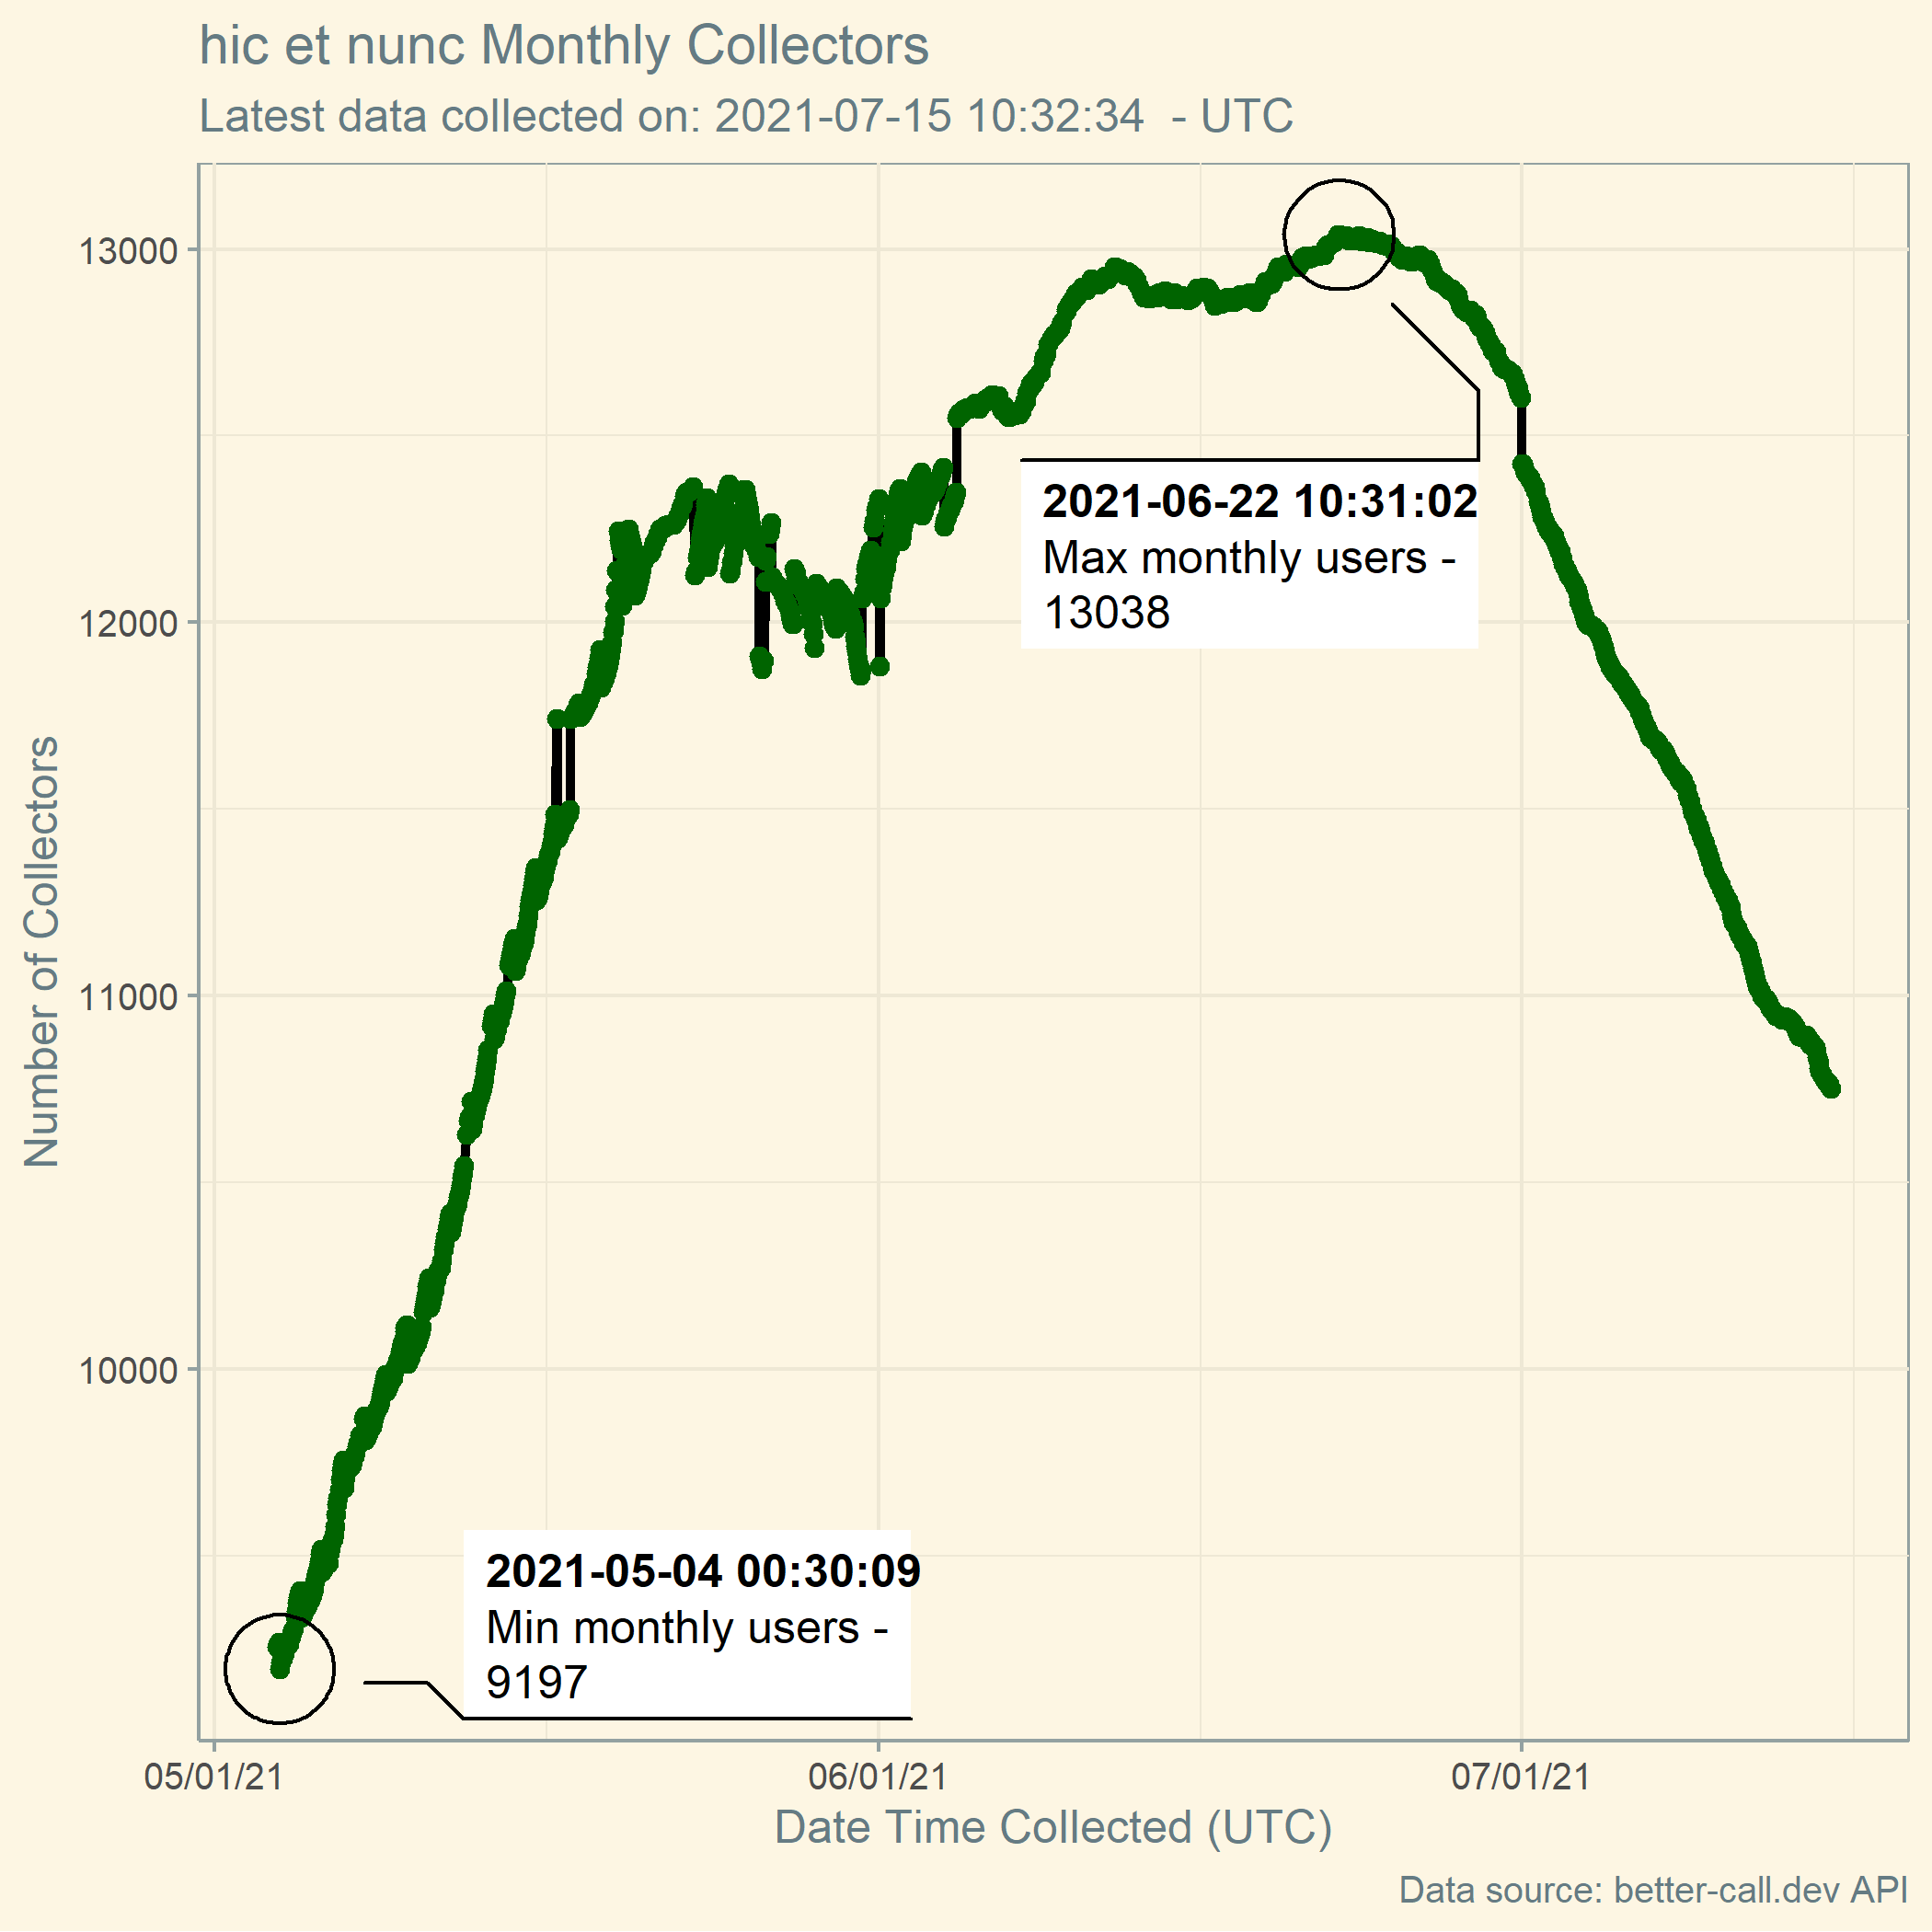 hic et nunc Monthly Collectors
Latest data collected on: 2021-07-15 10:32:34  - UTC
Number of Collectors
13000
12000
11000
10000
2021-06-22 10:31:02
Max monthly users -
13038
2021-05-04 00:30:09
Min monthly users -
9197
05/01/21
06/01/21
07/01/21
Date Time Collected (UTC)
Data source: better-call.dev API